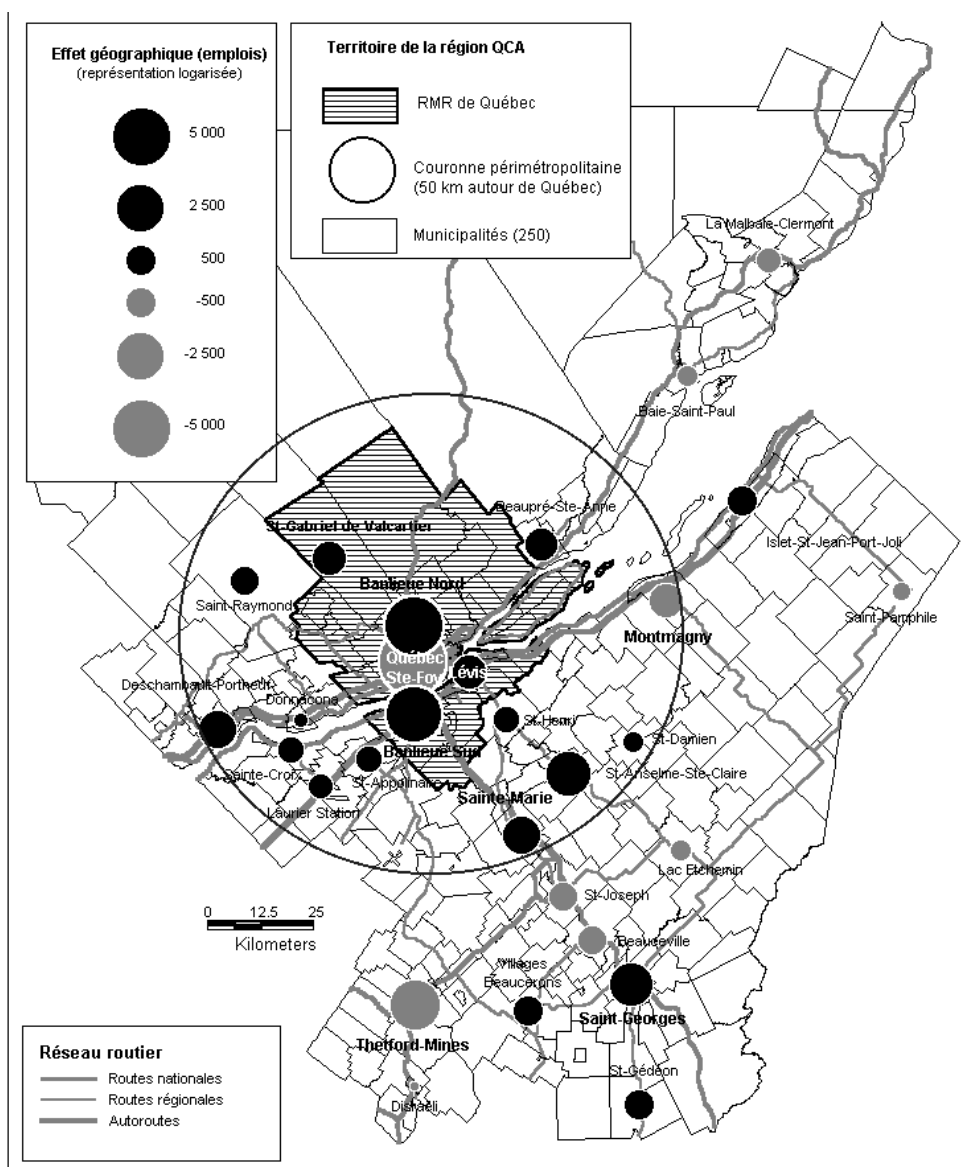 Effet géographique (emplois)
(représentation logarisée)
5 000
2 500
500
-500
-2 500
-5 000
Territoire de la région QCA
RMR de Québec
Couronne périmétropolitaine
(50 km autour de Québec)
Municipalités (250)
La Malbaie-Clermont
Baie-Saint-Paul
Beaupré-Ste-Anne
Islet-St-Jean-Port-Joli
St-Gabriel de Valcartier
Banlieue Nord
Saint-Raymond
Saint-Pamphile
Montmagny
Québec
Ste-Foy
Lévis
Deschambault-Portneuf
Donnacona
St-Henri
St-Damien
Banlieue Sud
Sainte-Croix
St-Appolinaire
St-Anselme-Ste-Claire
Laurier Station
Sainte-Marie
Lac Etchemin
St-Joseph
0 12.5 25
Kilometers
Beauceville
Villages
Beaucerons
Saint-Georges
Thetford-Mines
St-Gédéon
Disraeli
Réseau routier
Routes nationales
Routes régionales
Autoroutes